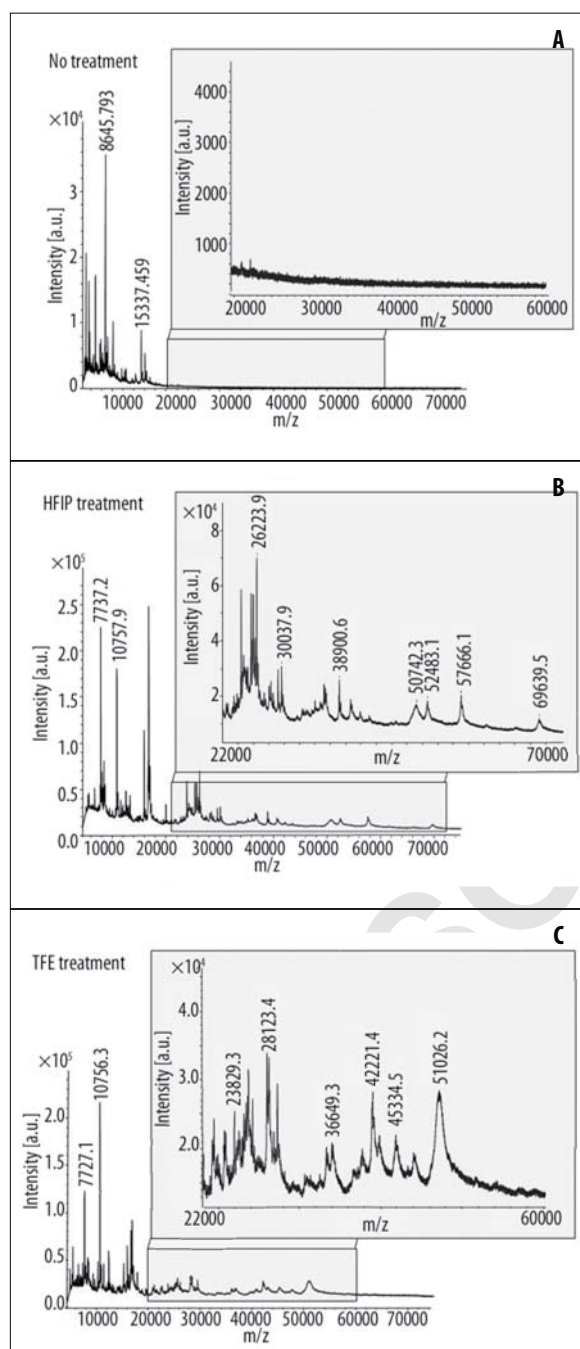 A
No treatment
×10⁴
8645.793
15337.459
Intensity [a.u.]
3
2
1
0
10000 20000 30000 40000 50000 60000 70000
m/z
Intensity [a.u.]
4000
3000
2000
1000
20000 30000 40000 50000 60000
m/z
B
HFIP treatment
×10⁵
7737.2
10757.9
Intensity [a.u.]
2.5
2.0
1.5
1.0
0.5
0.0
10000 20000 30000 40000 50000 60000 70000
m/z
×10⁴
Intensity [a.u.]
8
6
4
2
26223.9
30037.9
38900.6
50742.3
52483.1
57666.1
69639.5
22000 70000
m/z
C
TFE treatment
×10⁵
7727.1
10756.3
Intensity [a.u.]
2.0
1.5
1.0
0.5
0.0
10000 20000 30000 40000 50000 60000 70000
m/z
×10⁴
Intensity [a.u.]
4.0
3.0
2.0
23829.3
28123.4
36649.3
42221.4
45334.5
51026.2
22000 60000
m/z